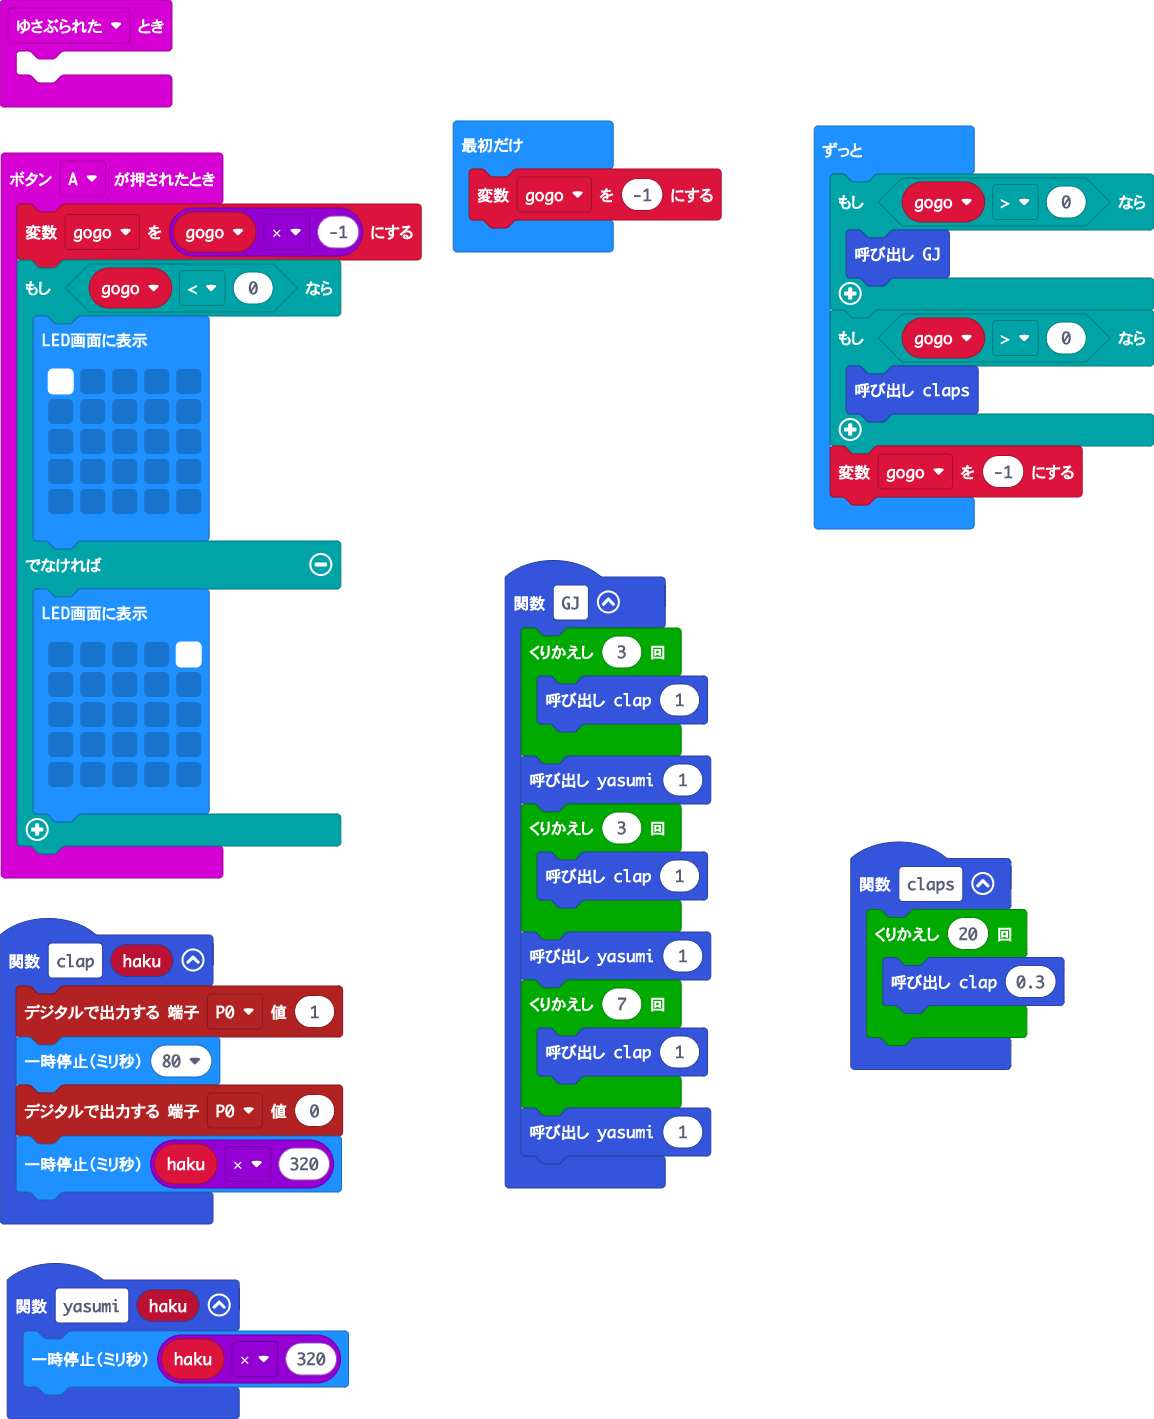 ゆさぶられた とき
ボタン A が押されたとき
変数 gogo を gogo × -1 にする
もし gogo < 0 なら
LED画面に表示
でなければ
LED画面に表示
関数 clap haku
デジタルで出力する 端子 P0 値 1
一時停止(ミリ秒) 80
デジタルで出力する 端子 P0 値 0
一時停止(ミリ秒) haku × 320
関数 yasumi haku
一時停止(ミリ秒) haku × 320
最初だけ
変数 gogo を -1 にする
関数 GJ
くりかえし 3 回
呼び出し clap 1
呼び出し yasumi 1
くりかえし 3 回
呼び出し clap 1
呼び出し yasumi 1
くりかえし 7 回
呼び出し clap 1
呼び出し yasumi 1
ずっと
もし gogo > 0 なら
呼び出し GJ
もし gogo > 0 なら
呼び出し claps
変数 gogo を -1 にする
関数 claps
くりかえし 20 回
呼び出し clap 0.3